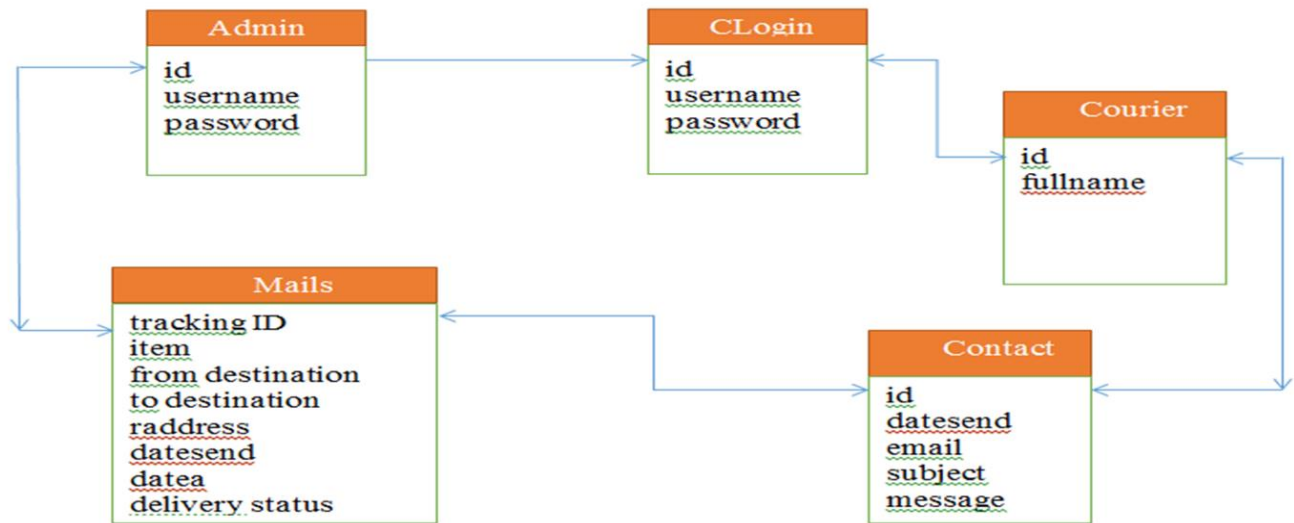 Admin
id
username
password
CLogin
id
username
password
Courier
id
fullname
Mails
tracking ID
item
from destination
to destination
raddress
datesend
datea
delivery status
Contact
id
datesend
email
subject
message